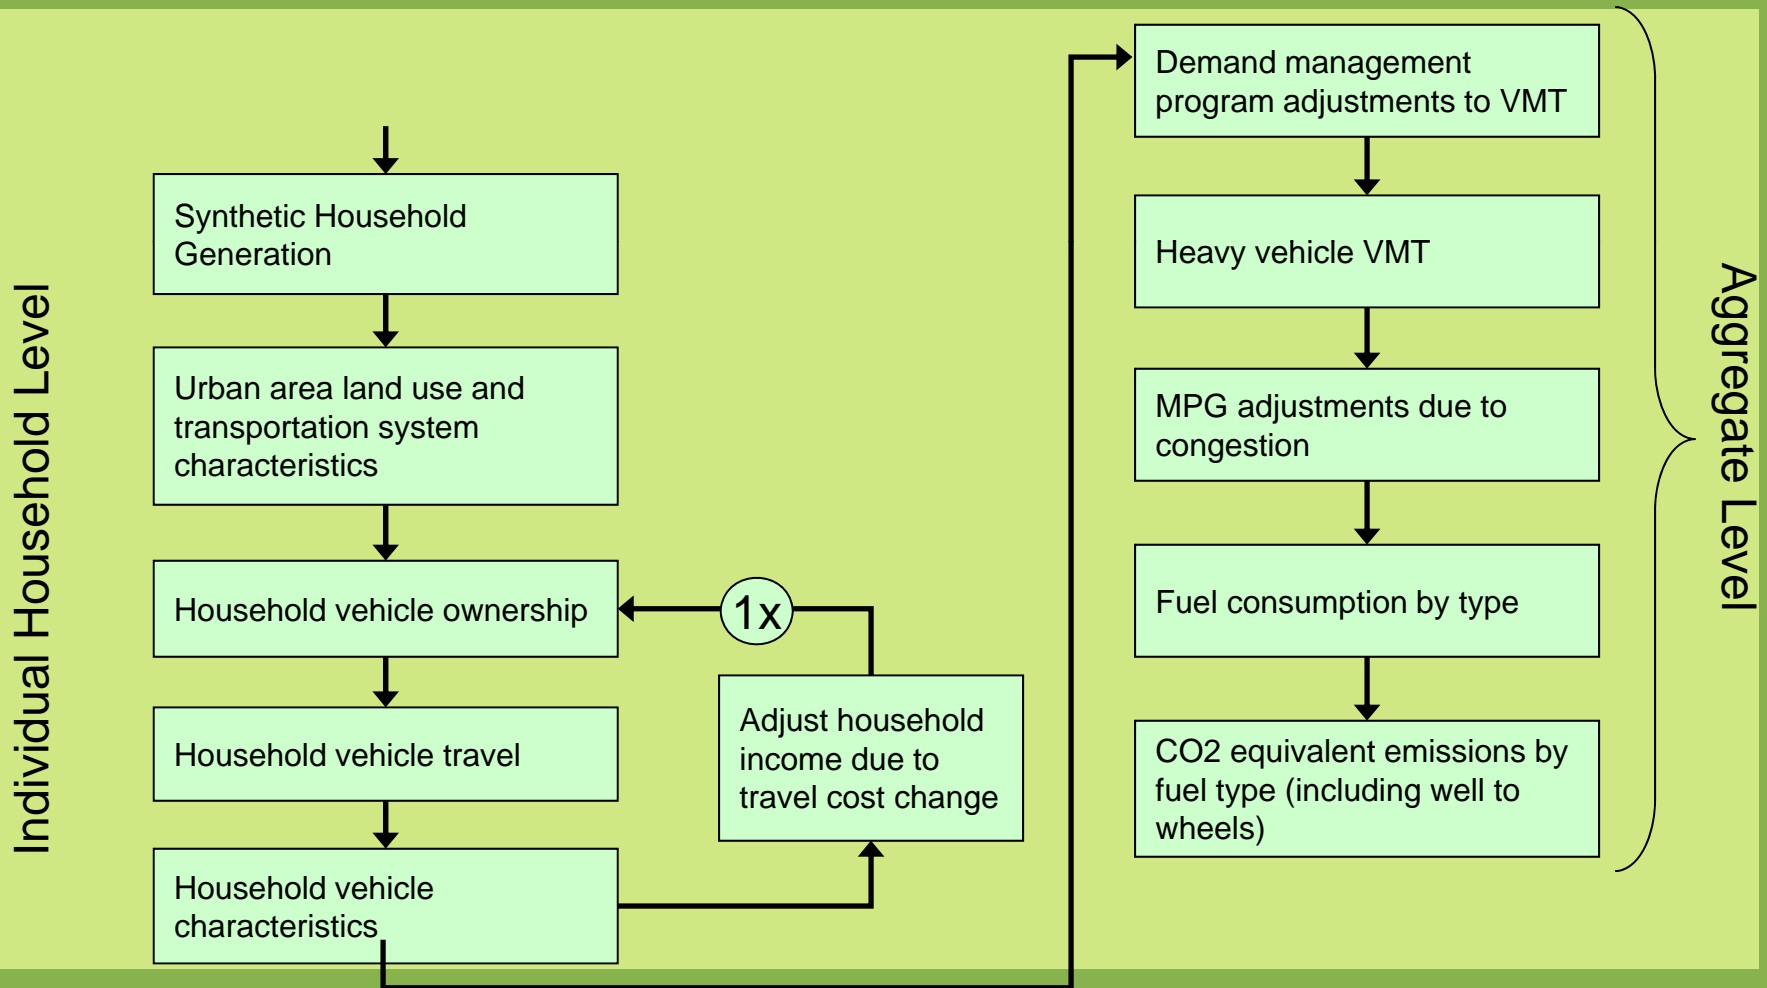 Individual Household Level
Synthetic Household
Generation
Urban area land use and
transportation system
characteristics
Household vehicle ownership
Household vehicle travel
Household vehicle
characteristics
1x
Adjust household
income due to
travel cost change
Demand management
program adjustments to VMT
Heavy vehicle VMT
MPG adjustments due to
congestion
Fuel consumption by type
CO2 equivalent emissions by
fuel type (including well to
wheels)
Aggregate Level